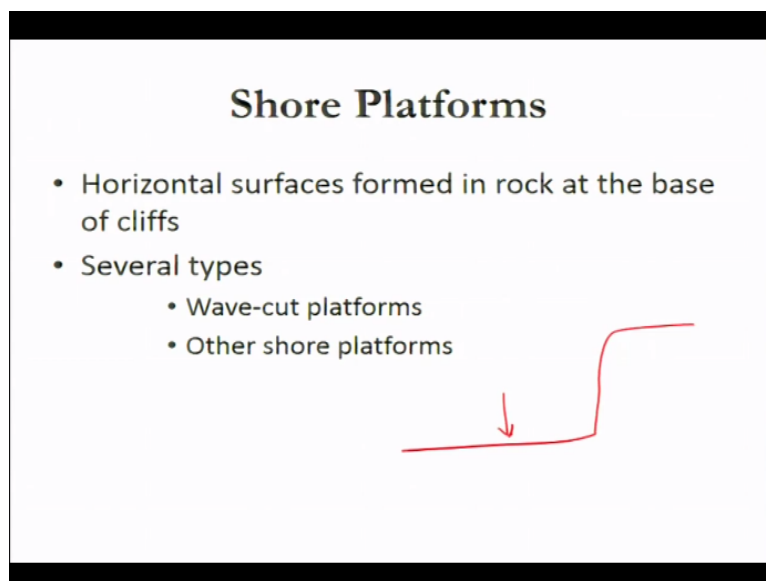 Shore Platforms
• Horizontal surfaces formed in rock at the base
of cliffs
• Several types
• Wave-cut platforms
• Other shore platforms